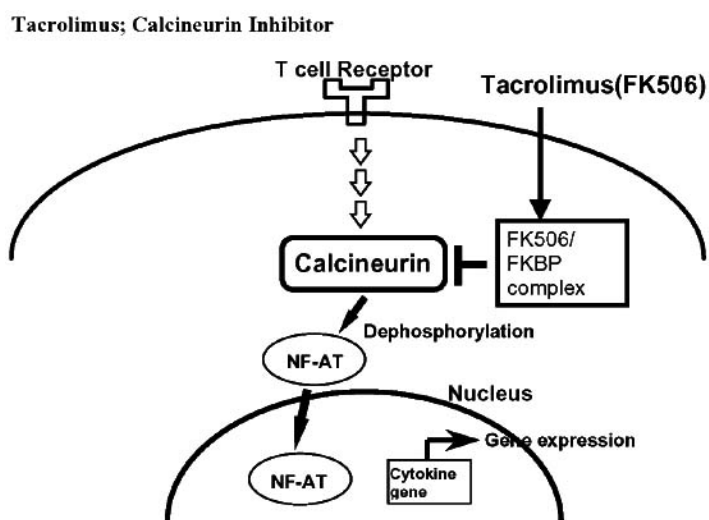 Tacrolimus; Calcineurin Inhibitor
T cell Receptor
Tacrolimus(FK506)
FK506/
FKBP
complex
Calcineurin
Dephosphorylation
NF-AT
Nucleus
Gene expression
Cytokine
gene
NF-AT